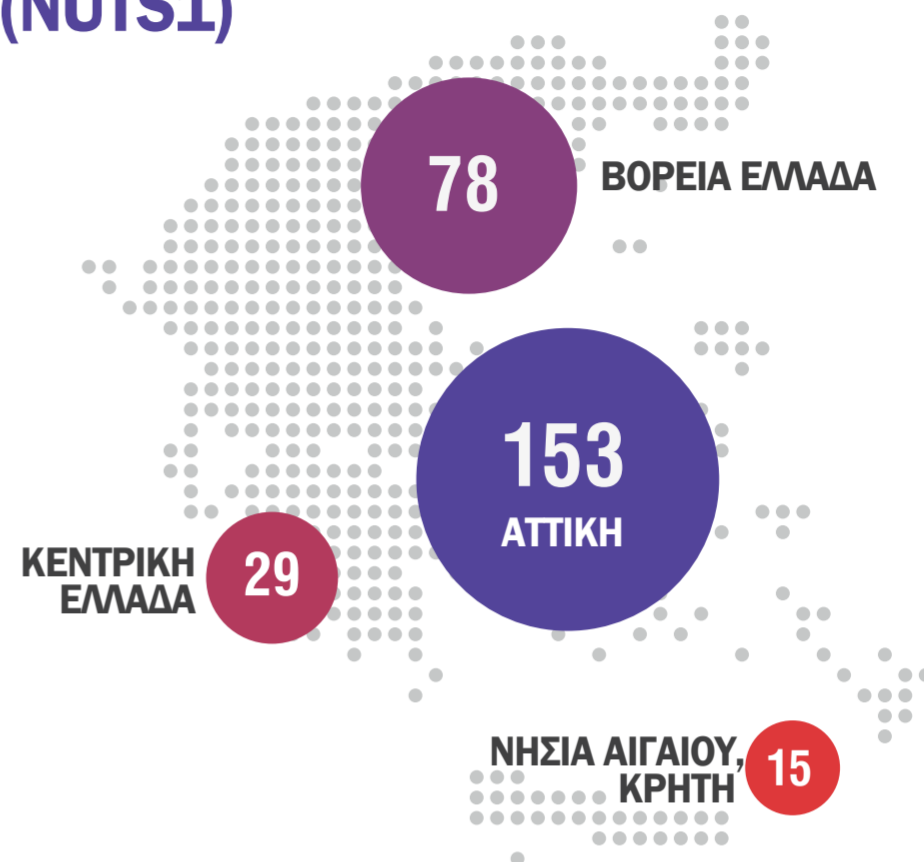 (NUTS1)
78
ΒΟΡΕΙΑ ΕΛΛΑΔΑ
153
ΑΤΤΙΚΗ
ΚΕΝΤΡΙΚΗ
ΕΛΛΑΔΑ
29
ΝΗΣΙΑ ΑΙΓΑΙΟΥ,
ΚΡΗΤΗ
15